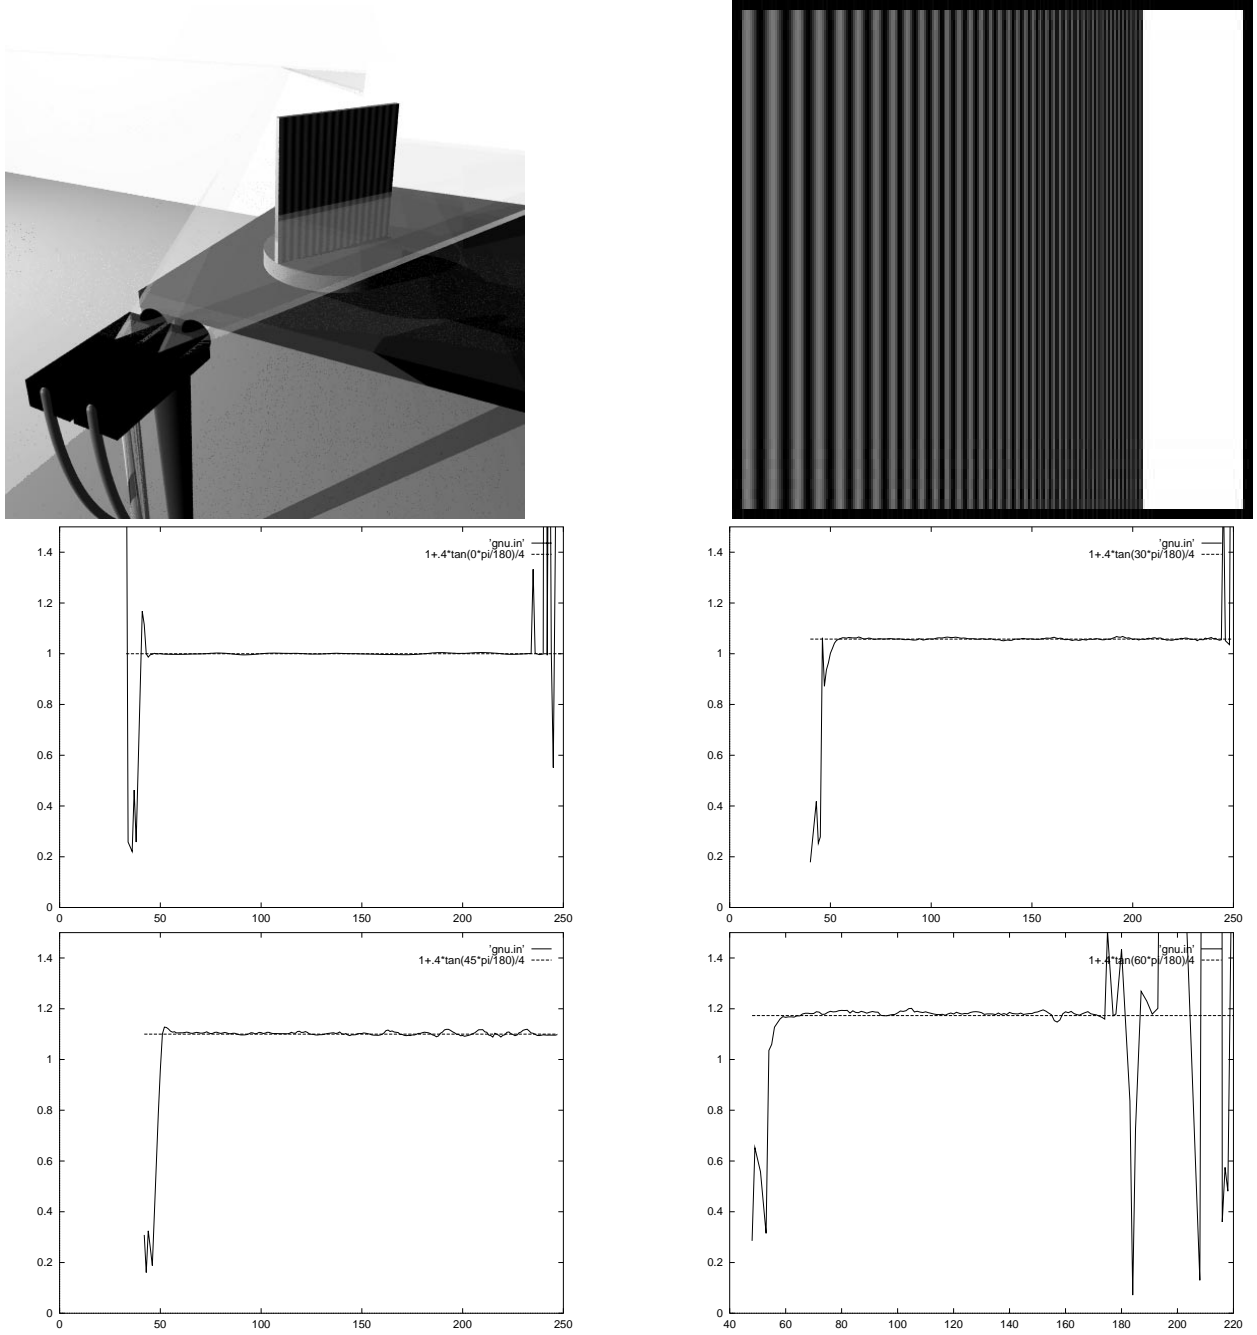 1.4
1.2
1
0.8
0.6
0.4
0.2
0
0 50 100 150 200 250
'gnu.in'
1+.4*tan(0*pi/180)/4
1.4
1.2
1
0.8
0.6
0.4
0.2
0
0 50 100 150 200 250
'gnu.in'
1+.4*tan(30*pi/180)/4
1.4
1.2
1
0.8
0.6
0.4
0.2
0
0 50 100 150 200 250
'gnu.in'
1+.4*tan(45*pi/180)/4
1.4
1.2
1
0.8
0.6
0.4
0.2
0
40 60 80 100 120 140 160 180 200 220
'gnu.in'
1+.4*tan(60*pi/180)/4